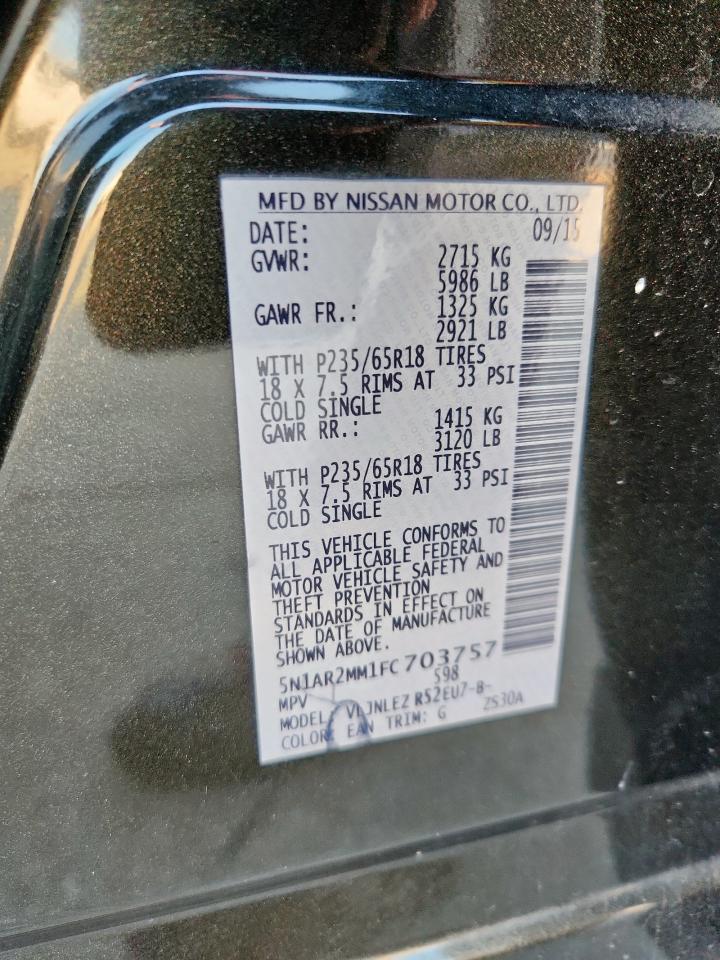 MFD BY NISSAN MOTOR CO., LTD.
DATE: 09/15
GVWR: 2715 KG
5986 LB
GAWR FR.: 1325 KG
2921 LB
WITH P235/65R18 TIRES
18 X 7.5 RIMS AT 33 PSI
COLD SINGLE
GAWR RR.: 1415 KG
3120 LB
WITH P235/65R18 TIRES
18 X 7.5 RIMS AT 33 PSI
COLD SINGLE
THIS VEHICLE CONFORMS TO
ALL APPLICABLE FEDERAL
MOTOR VEHICLE SAFETY AND
THEFT PREVENTION
STANDARDS IN EFFECT ON
THE DATE OF MANUFACTURE
SHOWN ABOVE.
5N1AR2MM1FC703757
MPV 598
MODEL: R52EU7-B-
COLOR: EAN TRIM: G ZS30A